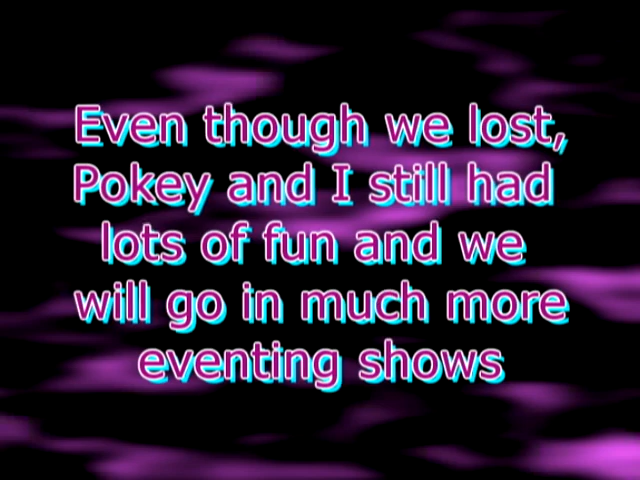 Even though we lost,
Pokey and I still had
lots of fun and we
will go in much more
eventing shows